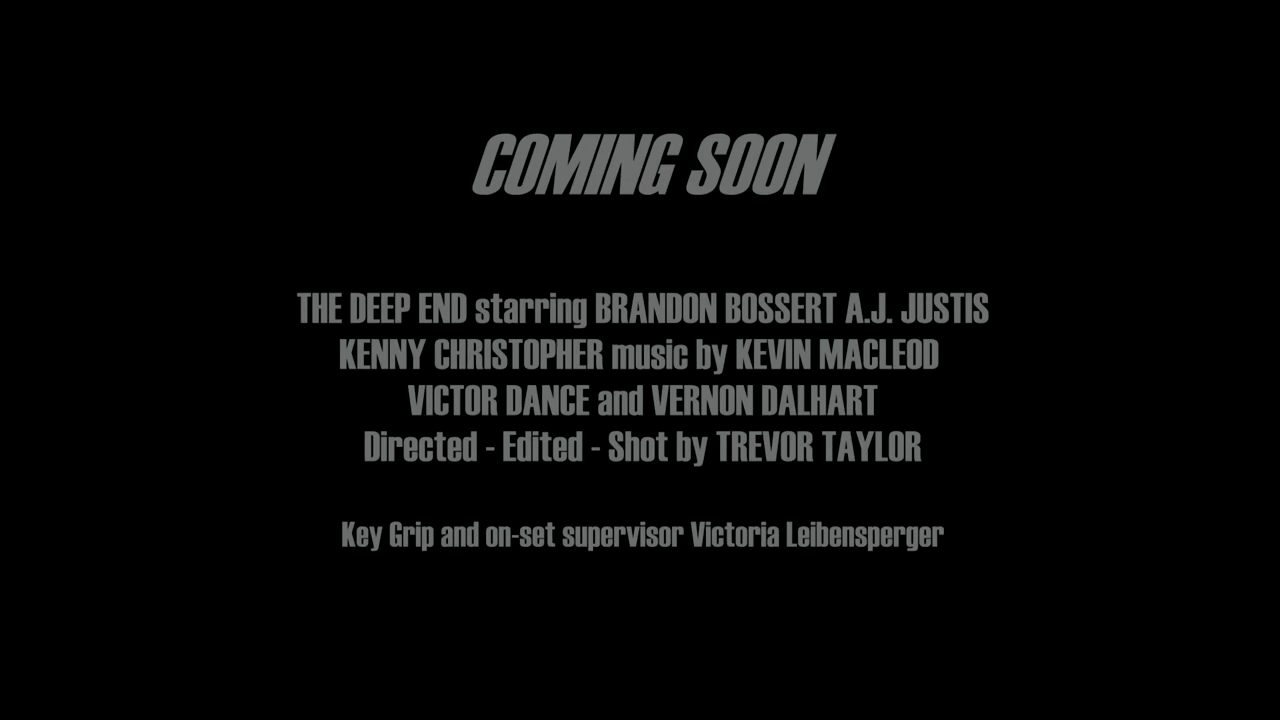 COMING SOON
THE DEEP END starring BRANDON BOSSERT A.J. JUSTIS
KENNY CHRISTOPHER music by KEVIN MACLEOD
VICTOR DANCE and VERNON DALHART
Directed - Edited - Shot by TREVOR TAYLOR
Key Grip and on-set supervisor Victoria Leibensperger